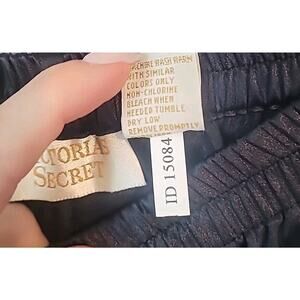 MACHINE WASH WARM
WITH SIMILAR
COLORS ONLY
NON-CHLORINE
BLEACH WHEN
NEEDED TUMBLE
DRY LOW
REMOVE PROMPTLY
CTORIA'S
SECRET
ID 15084